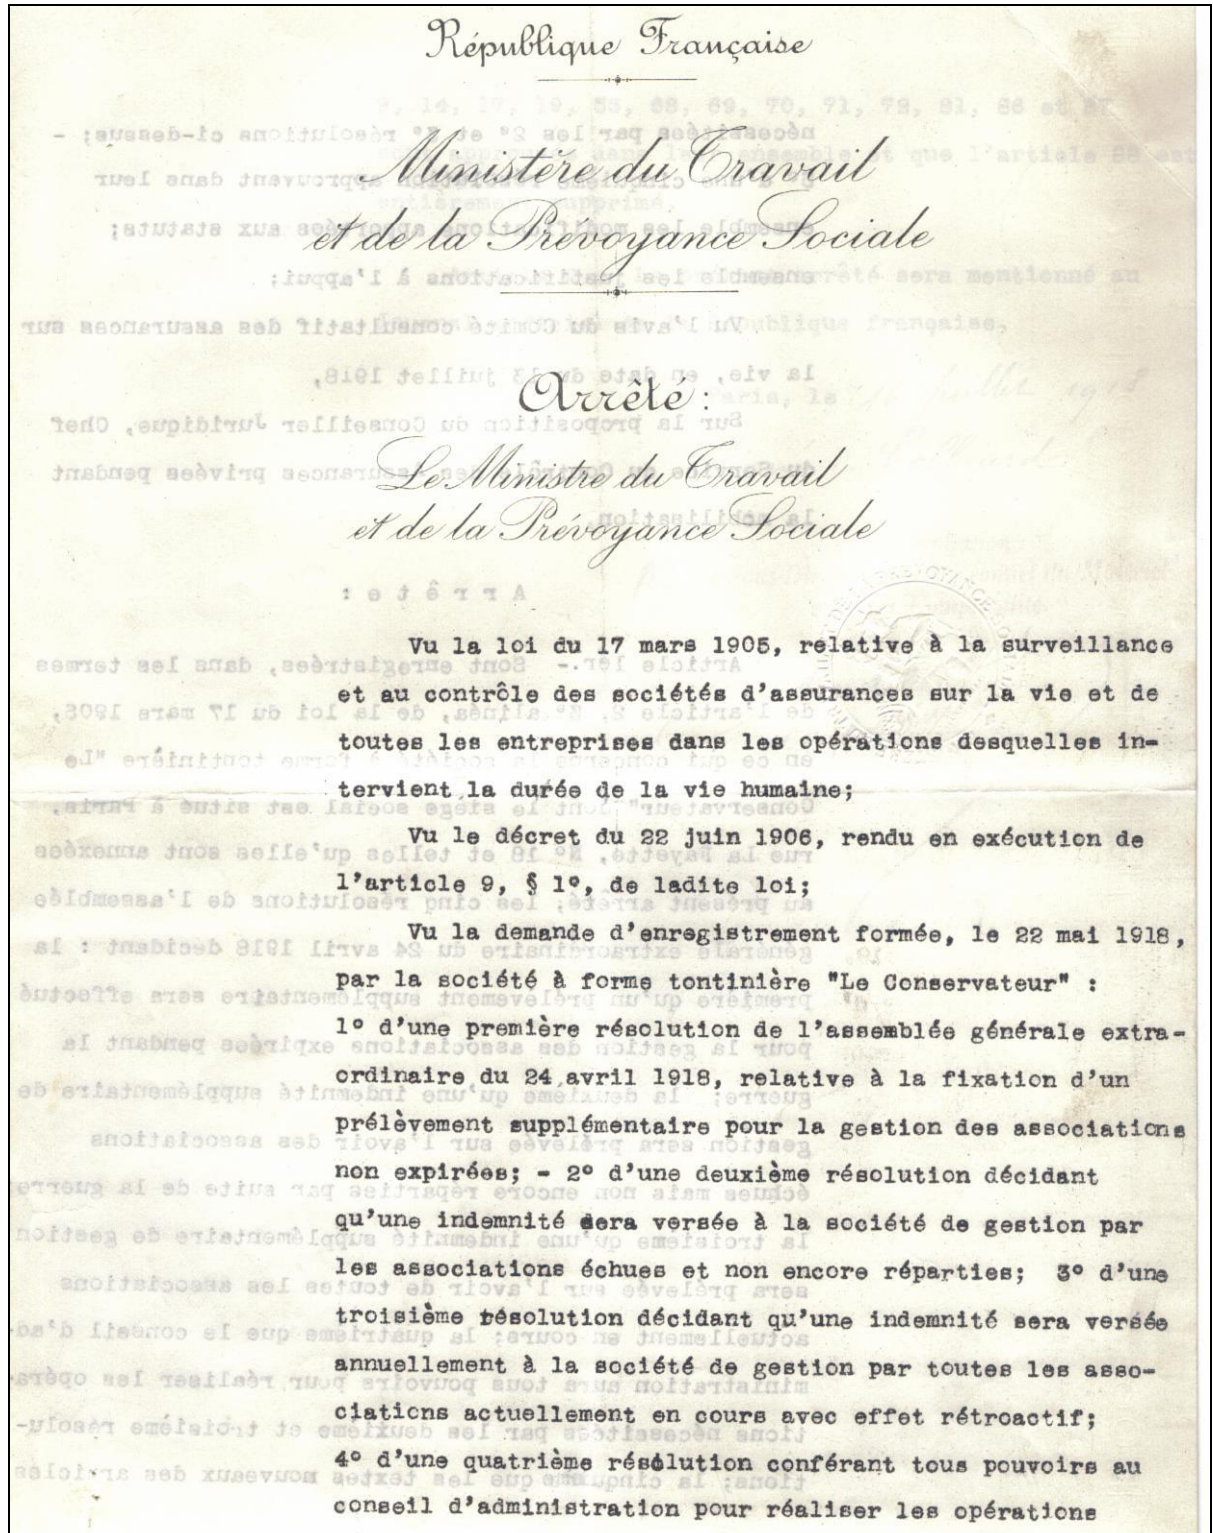 République Française
Ministère du Travail
et de la Prévoyance Sociale
Arrêté :
Le Ministre du Travail
et de la Prévoyance Sociale
Vu la loi du 17 mars 1905, relative à la surveillance
et au contrôle des sociétés d'assurances sur la vie et de
toutes les entreprises dans les opérations desquelles in-
tervient la durée de la vie humaine;
Vu le décret du 22 juin 1906, rendu en exécution de
l'article 9, § 1°, de ladite loi;
Vu la demande d'enregistrement formée, le 22 mai 1918,
par la société à forme tontinière "Le Conservateur" :
1° d'une première résolution de l'assemblée générale extra-
ordinaire du 24 avril 1918, relative à la fixation d'un
prélèvement supplémentaire pour la gestion des associations
non expirées; - 2° d'une deuxième résolution décidant
qu'une indemnité sera versée à la société de gestion par
les associations échues et non encore réparties; 3° d'une
troisième résolution décidant qu'une indemnité sera versée
annuellement à la société de gestion par toutes les asso-
ciations actuellement en cours avec effet rétroactif;
4° d'une quatrième résolution conférant tous pouvoirs au
conseil d'administration pour réaliser les opérations